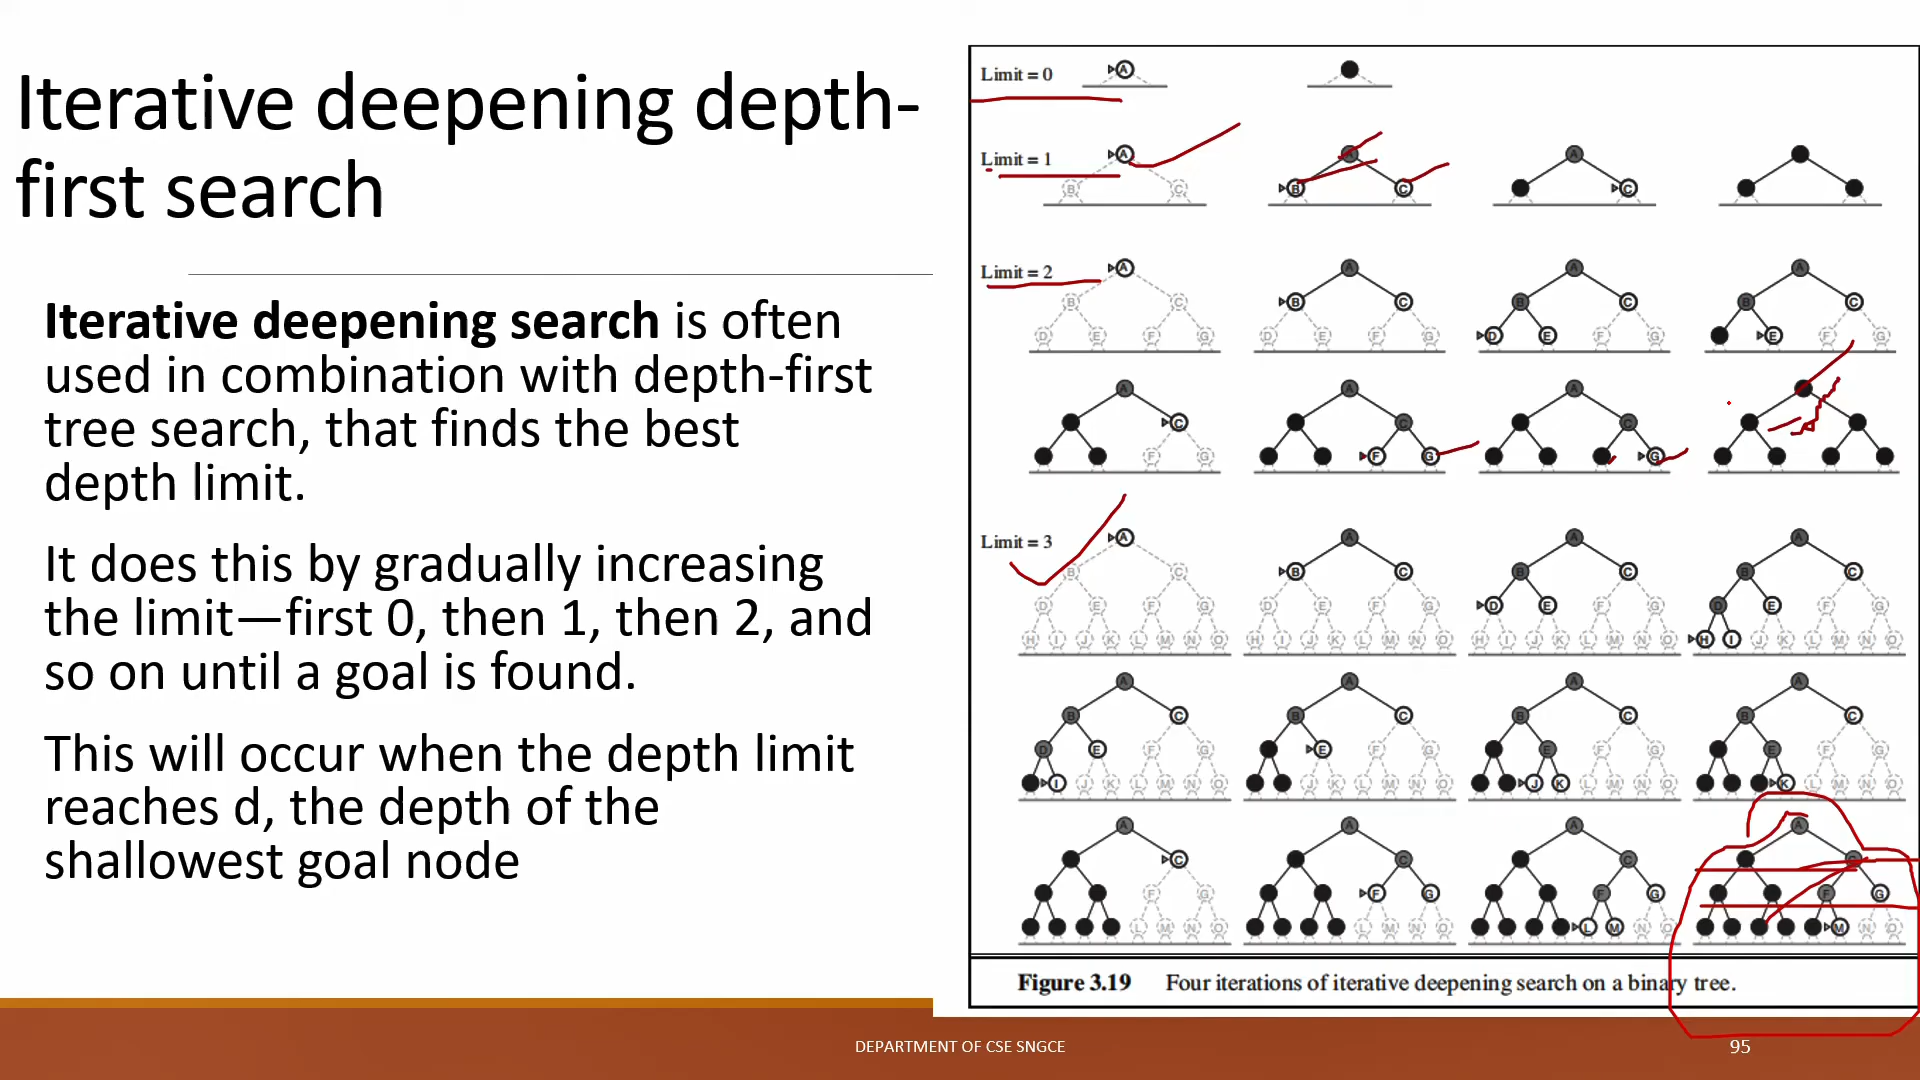 Iterative deepening depth-
first search
Iterative deepening search is often
used in combination with depth-first
tree search, that finds the best
depth limit.
It does this by gradually increasing
the limit—first 0, then 1, then 2, and
so on until a goal is found.
This will occur when the depth limit
reaches d, the depth of the
shallowest goal node
Limit = 0
A
Limit = 1
A A A
B C B C C
Limit = 2
A A A A
B C B C B C B C
D E F G D E F G D E F G E F G
A A A
C C C
F G F G G
Limit = 3
A A A A
B C B C B C B C
D E F G D E F G D E F G D E F G
H I J K L M N O H I J K L M N O H I J K L M N O H I J K L M N O
A A A A
B C B C B C B C
D E F G E F G E F G E F G
I J K L M N O J K L M N O J K L M N O K L M N O
A A A A
C C C C
F G F G F G F G
L M N O L M N O L M N O M N O
Figure 3.19 Four iterations of iterative deepening search on a binary tree.
DEPARTMENT OF CSE SNGCE
95